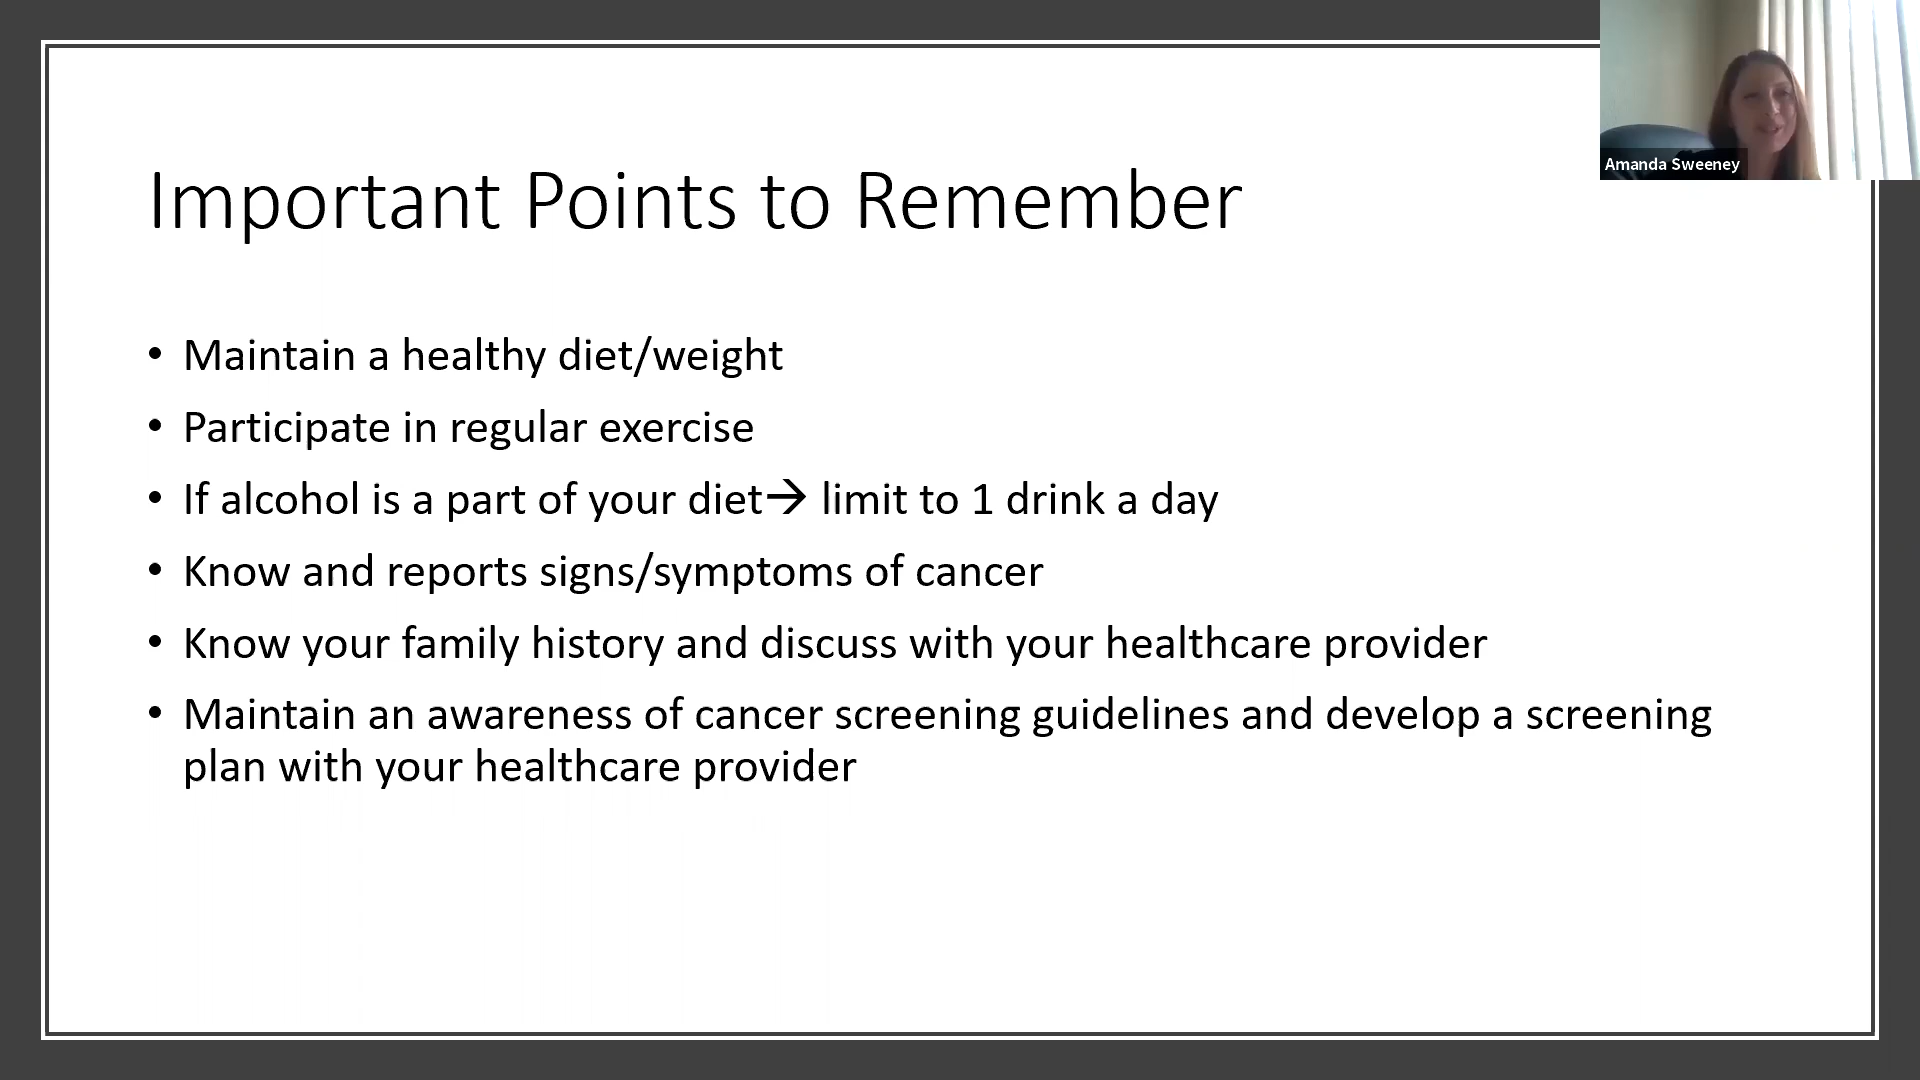 Amanda Sweeney
Important Points to Remember
• Maintain a healthy diet/weight
• Participate in regular exercise
• If alcohol is a part of your diet→ limit to 1 drink a day
• Know and reports signs/symptoms of cancer
• Know your family history and discuss with your healthcare provider
• Maintain an awareness of cancer screening guidelines and develop a screening
plan with your healthcare provider